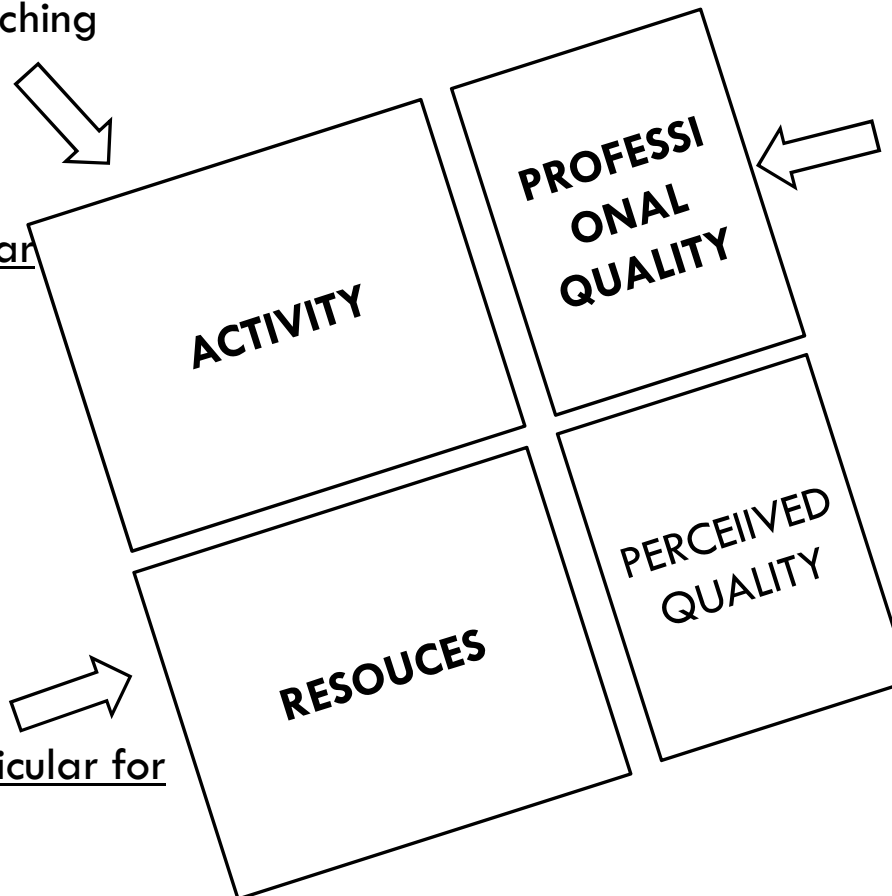 ching
PROFESSI
ONAL
QUALITY
ar
ACTIVITY
PERCEIIVED
QUALITY
RESOUCES
icular for